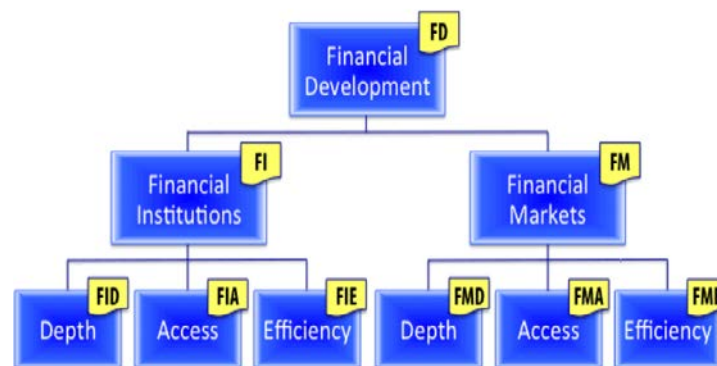 FD
Financial
Development
FI
Financial
Institutions
FM
Financial
Markets
FID
Depth
FIA
Access
FIE
Efficiency
FMD
Depth
FMA
Access
Efficiency